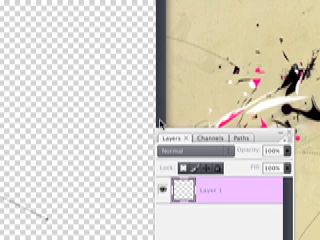 Layers × Channels Paths
Normal Opacity: 100%
Lock: Fill: 100%
Layer 1